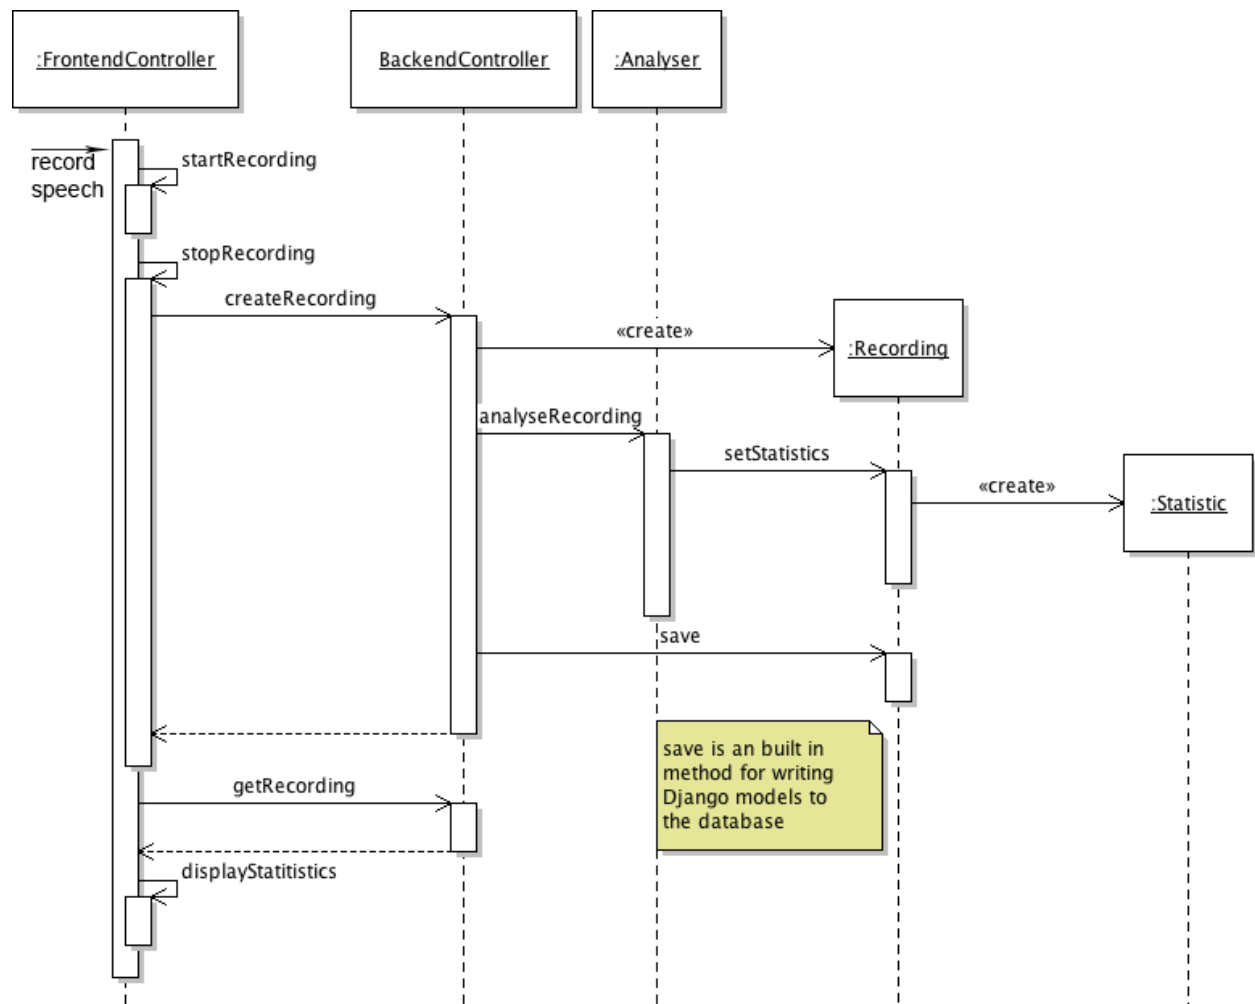 :FrontendController
BackendController
:Analyser
record
speech
startRecording
stopRecording
createRecording
«create»
:Recording
analyseRecording
setStatistics
«create»
:Statistic
save
save is an built in
method for writing
Django models to
the database
getRecording
displayStatitistics